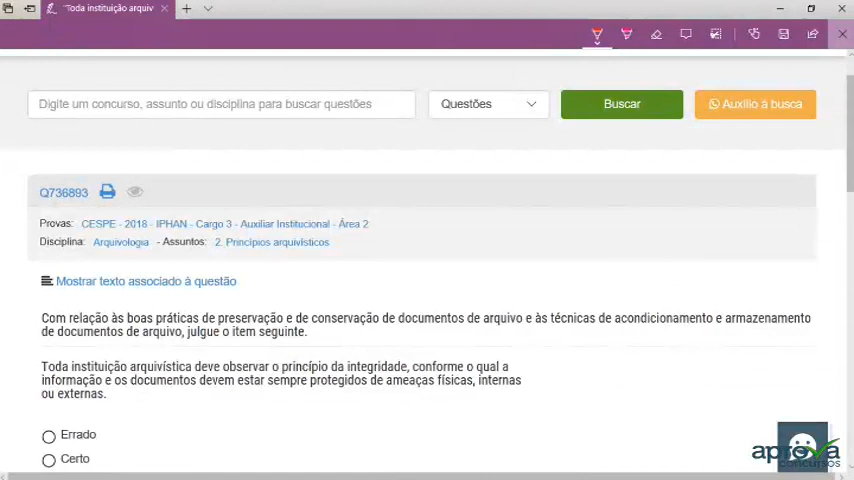 "Toda instituição arquiv
Digite um concurso, assunto ou disciplina para buscar questões
Questões
Buscar
Auxílio à busca
Q736893
Provas: CESPE - 2018 - IPHAN - Cargo 3 - Auxiliar Institucional - Área 2
Disciplina: Arquivologia - Assuntos: 2. Princípios arquivísticos
Mostrar texto associado à questão
Com relação às boas práticas de preservação e de conservação de documentos de arquivo e às técnicas de acondicionamento e armazenamento
de documentos de arquivo, julgue o item seguinte.
Toda instituição arquivística deve observar o princípio da integridade, conforme o qual a
informação e os documentos devem estar sempre protegidos de ameaças físicas, internas
ou externas.
Errado
Certo
aprova
concursos